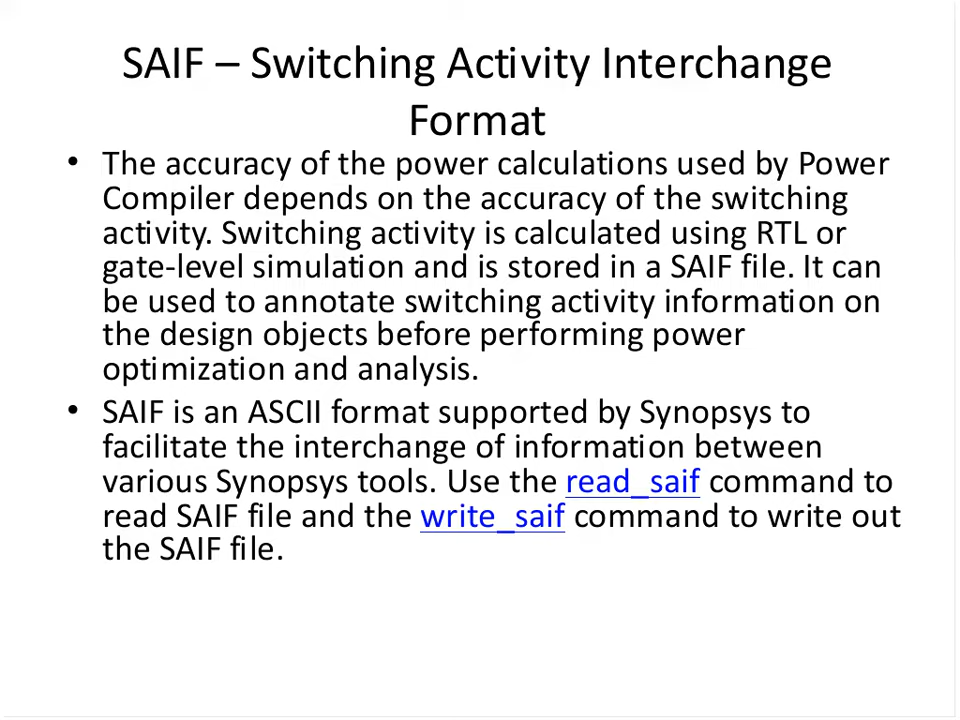 SAIF – Switching Activity Interchange
Format
• The accuracy of the power calculations used by Power
Compiler depends on the accuracy of the switching
activity. Switching activity is calculated using RTL or
gate-level simulation and is stored in a SAIF file. It can
be used to annotate switching activity information on
the design objects before performing power
optimization and analysis.
• SAIF is an ASCII format supported by Synopsys to
facilitate the interchange of information between
various Synopsys tools. Use the read_saif command to
read SAIF file and the write_saif command to write out
the SAIF file.